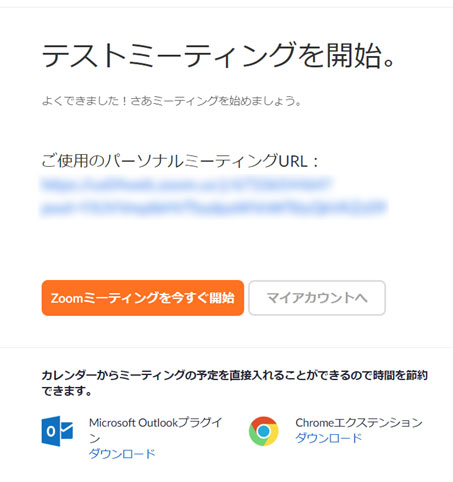 テストミーティングを開始。
よくできました！さあミーティングを始めましょう。
ご使用のパーソナルミーティングURL：
Zoomミーティングを今すぐ開始
マイアカウントへ
カレンダーからミーティングの予定を直接入れることができるので時間を節約
できます。
Microsoft Outlookプラグイ
ン
ダウンロード
Chromeエクステンション
ダウンロード